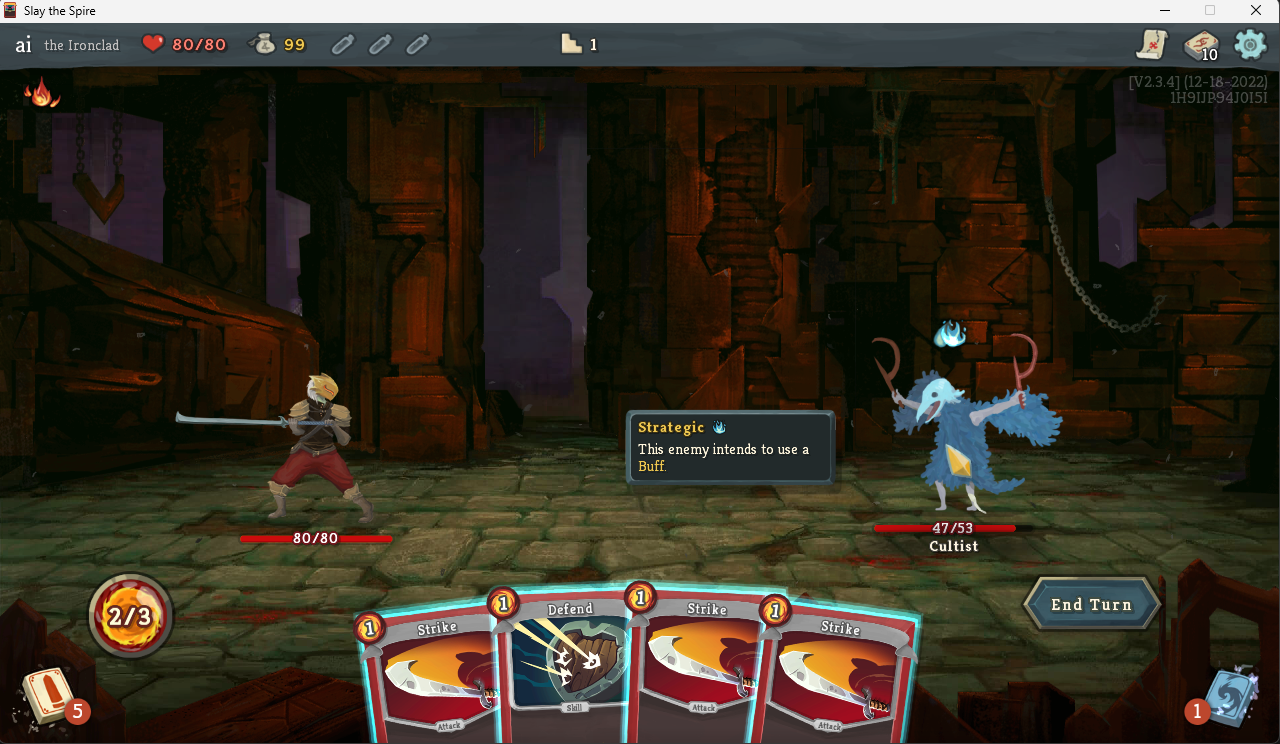 Slay the Spire
ai the Ironclad 80/80 99 1 10
[V2.3.4] (12-18-2022)
1H9IJP94J0I5I
Strategic
This enemy intends to use a
Buff.
80/80
47/53
Cultist
2/3
End Turn
1 Strike
Attack
1 Defend
Skill
1 Strike
Attack
1 Strike
Attack
5
1